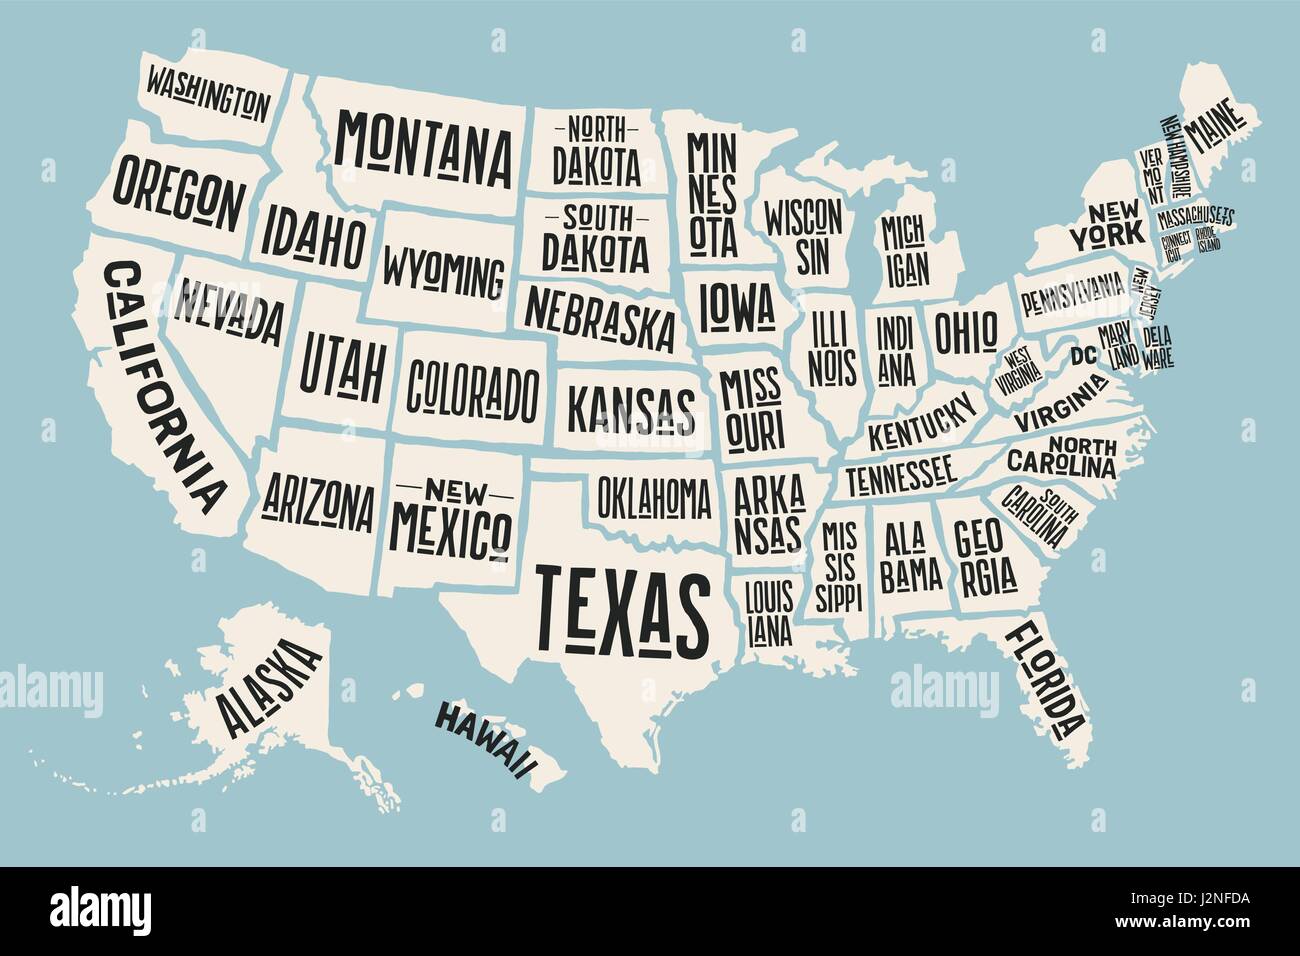 WASHINGTON
OREGON
CALIFORNIA
IDAHO
NEVADA
MONTANA
WYOMING
UTAH
COLORADO
ARIZONA
NEW
MEXICO
NORTH
DAKOTA
SOUTH
DAKOTA
NEBRASKA
KANSAS
OKLAHOMA
TEXAS
MIN
NES
OTA
IOWA
MISS
OURI
ARKA
NSAS
LOUIS
IANA
WISCON
SIN
ILLI
NOIS
MICH
IGAN
INDI
ANA
OHIO
KENTUCKY
TENNESSEE
MIS
SIS
SIPPI
ALA
BAMA
GEO
RGIA
FLORIDA
SOUTH
CAROLINA
NORTH
CAROLINA
VIRGINIA
WEST
VIRGINIA
DC
MARY
LAND
DELA
WARE
PENNSYLVANIA
NEW
JERSEY
NEW
YORK
CONNECT
ICUT
RHODE
ISLAND
MASSACHUSETS
VER
MO
NT
NEW HAMPSHIRE
MAINE
ALASKA
HAWAII
alamy
alamy
alamy
a
a
a
a
a
a
a
a
alamy
Image ID: J2NFDA
www.alamy.com